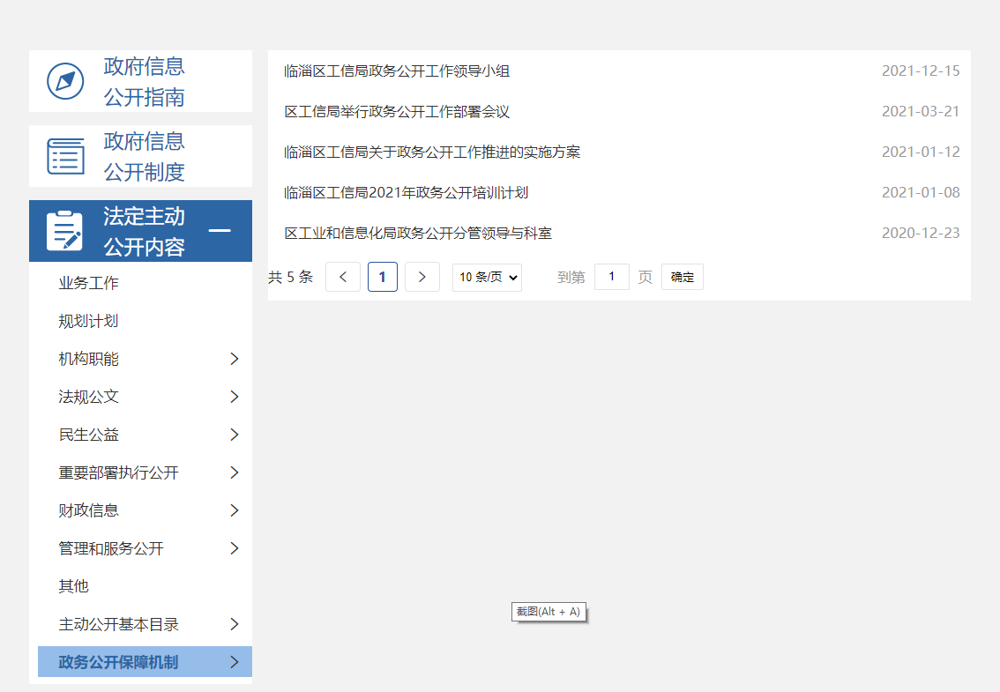 政府信息
公开指南
政府信息
公开制度
法定主动
公开内容
业务工作
规划计划
机构职能
法规公文
民生公益
重要部署执行公开
财政信息
管理和服务公开
其他
主动公开基本目录
政务公开保障机制
临淄区工信局政务公开工作领导小组 2021-12-15
区工信局举行政务公开工作部署会议 2021-03-21
临淄区工信局关于政务公开工作推进的实施方案 2021-01-12
临淄区工信局2021年政务公开培训计划 2021-01-08
区工业和信息化局政务公开分管领导与科室 2020-12-23
共 5 条 1 10 条/页 到第 1 页 确定
截图(Alt + A)